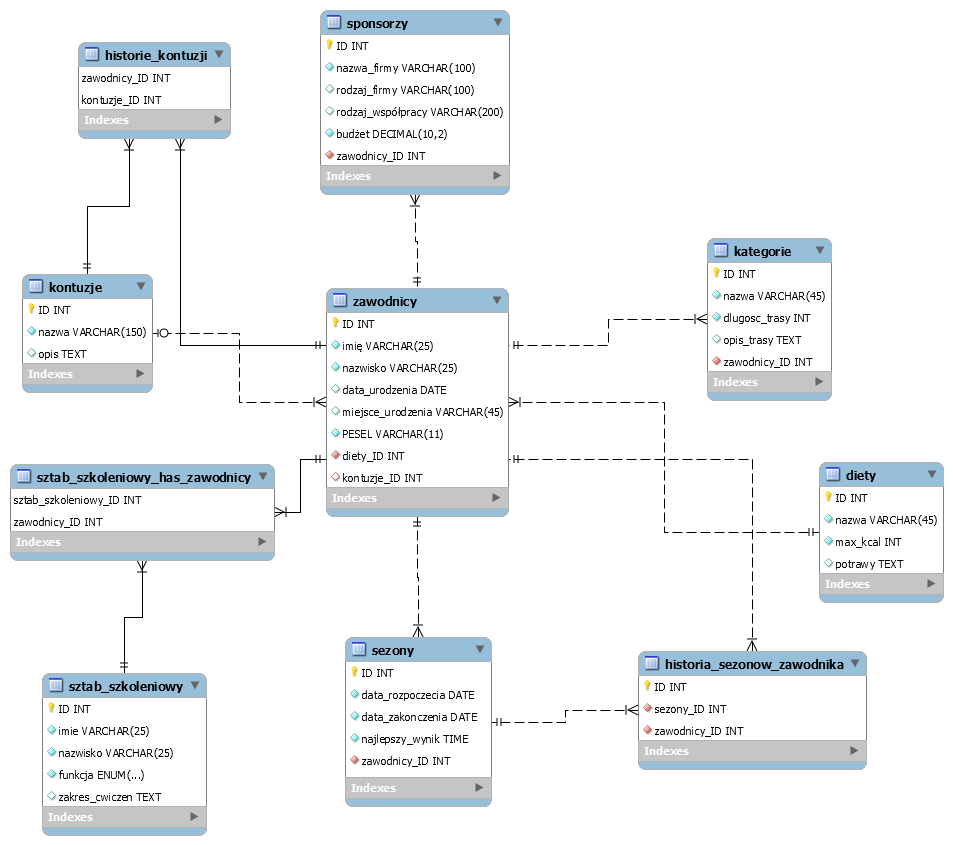 sponsorzy
ID INT
nazwa_firmy VARCHAR(100)
rodzaj_firmy VARCHAR(100)
rodzaj_współpracy VARCHAR(200)
budżet DECIMAL(10,2)
zawodnicy_ID INT
Indexes
historie_kontuzji
zawodnicy_ID INT
kontuzje_ID INT
Indexes
kategorie
ID INT
nazwa VARCHAR(45)
dlugosc_trasy INT
opis_trasy TEXT
zawodnicy_ID INT
Indexes
kontuzje
ID INT
nazwa VARCHAR(150)
opis TEXT
Indexes
zawodnicy
ID INT
imię VARCHAR(25)
nazwisko VARCHAR(25)
data_urodzenia DATE
miejsce_urodzenia VARCHAR(45)
PESEL VARCHAR(11)
diety_ID INT
kontuzje_ID INT
Indexes
sztab_szkoleniowy_has_zawodnicy
sztab_szkoleniowy_ID INT
zawodnicy_ID INT
Indexes
diety
ID INT
nazwa VARCHAR(45)
max_kcal INT
potrawy TEXT
Indexes
sezony
ID INT
data_rozpoczecia DATE
data_zakonczenia DATE
najlepszy_wynik TIME
zawodnicy_ID INT
Indexes
historia_sezonow_zawodnika
ID INT
sezony_ID INT
zawodnicy_ID INT
Indexes
sztab_szkoleniowy
ID INT
imie VARCHAR(25)
nazwisko VARCHAR(25)
funkcja ENUM(...)
zakres_cwiczen TEXT
Indexes